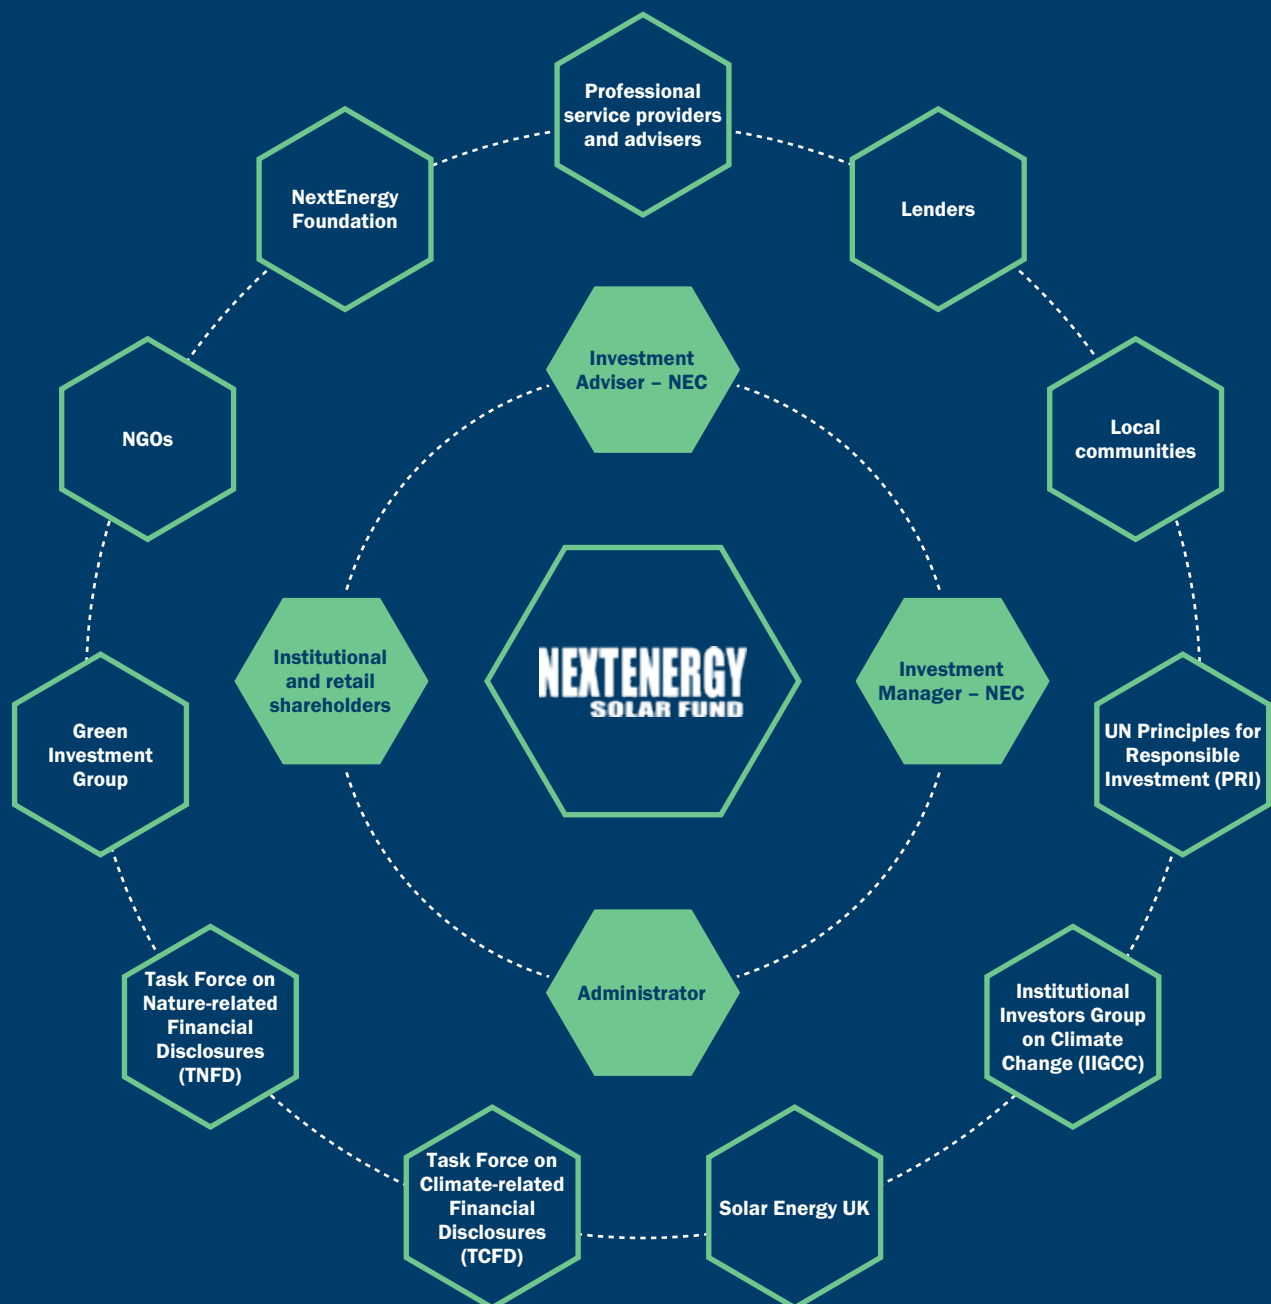 Professional
service providers
and advisers
NextEnergy
Foundation
Lenders
Investment
Adviser – NEC
NGOs
Local
communities
Institutional
and retail
shareholders
NEXTENERGY
SOLAR FUND
Investment
Manager – NEC
Green
Investment
Group
UN Principles for
Responsible
Investment (PRI)
Task Force on
Nature-related
Financial
Disclosures
(TNFD)
Administrator
Institutional
Investors Group
on Climate
Change (IIGCC)
Task Force on
Climate-related
Financial
Disclosures
(TCFD)
Solar Energy UK